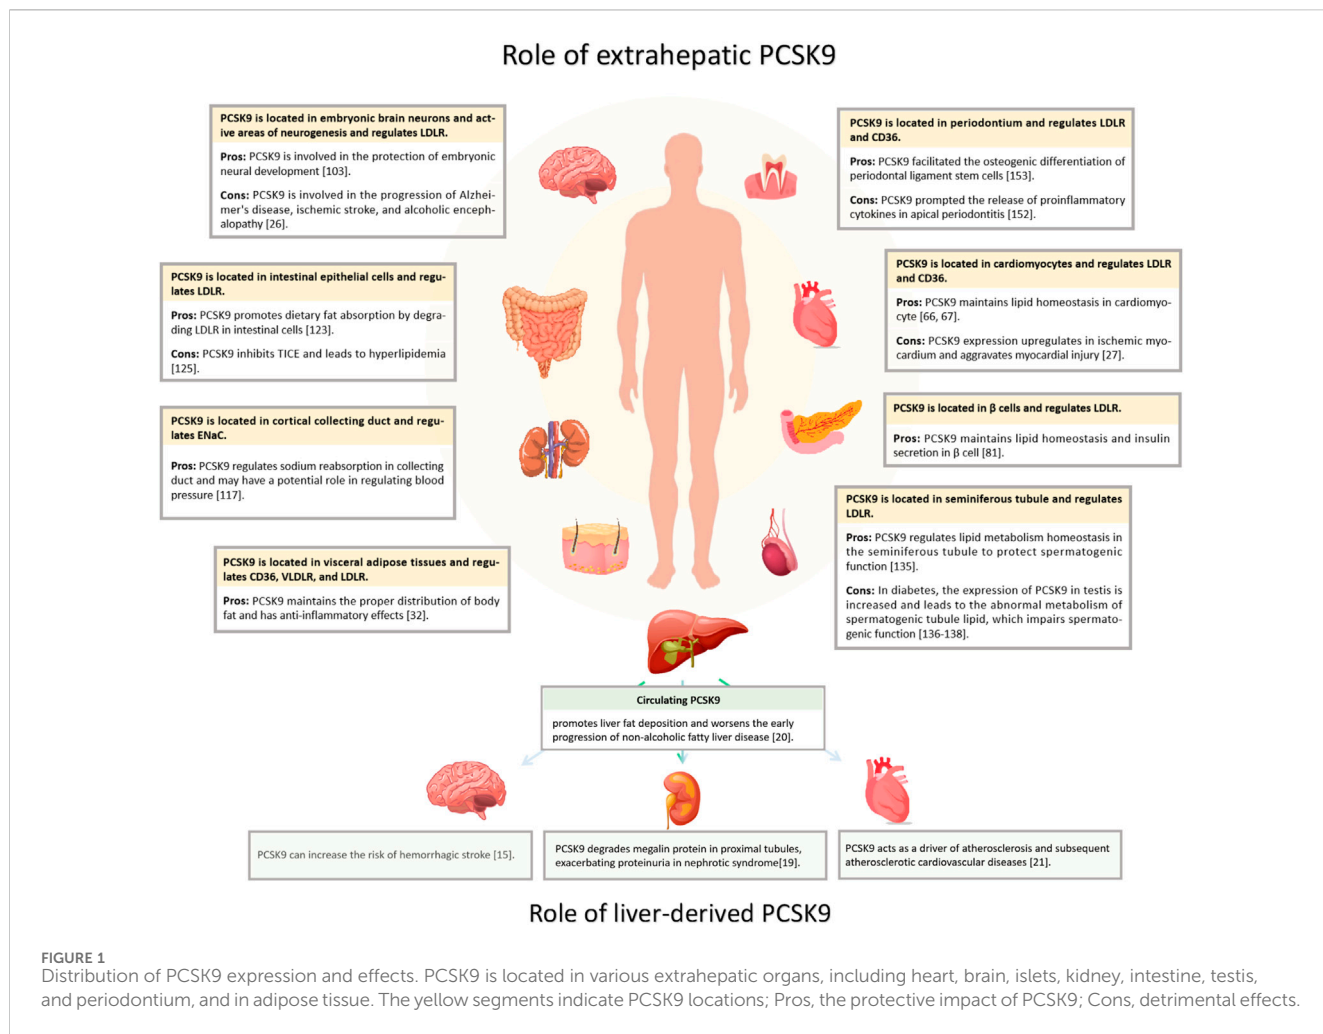 Role of extrahepatic PCSK9
PCSK9 is located in embryonic brain neurons and act-
ive areas of neurogenesis and regulates LDLR.
Pros: PCSK9 is involved in the protection of embryonic
neural development [103].
Cons: PCSK9 is involved in the progression of Alzhei-
mer's disease, ischemic stroke, and alcoholic enceph-
alopathy [26].
PCSK9 is located in intestinal epithelial cells and regu-
lates LDLR.
Pros: PCSK9 promotes dietary fat absorption by degra-
ding LDLR in intestinal cells [123].
Cons: PCSK9 inhibits TICE and leads to hyperlipidemia
[125].
PCSK9 is located in cortical collecting duct and regu-
lates ENaC.
Pros: PCSK9 regulates sodium reabsorption in collecting
duct and may have a potential role in regulating blood
pressure [117].
PCSK9 is located in visceral adipose tissues and regu-
lates CD36, VLDLR, and LDLR.
Pros: PCSK9 maintains the proper distribution of body
fat and has anti-inflammatory effects [32].
PCSK9 is located in periodontium and regulates LDLR
and CD36.
Pros: PCSK9 facilitated the osteogenic differentiation of
periodontal ligament stem cells [153].
Cons: PCSK9 prompted the release of proinflammatory
cytokines in apical periodontitis [152].
PCSK9 is located in cardiomyocytes and regulates LDLR
and CD36.
Pros: PCSK9 maintains lipid homeostasis in cardiomyo-
cyte [66, 67].
Cons: PCSK9 expression upregulates in ischemic myo-
cardium and aggravates myocardial injury [27].
PCSK9 is located in β cells and regulates LDLR.
Pros: PCSK9 maintains lipid homeostasis and insulin
secretion in β cell [81].
PCSK9 is located in seminiferous tubule and regulates
LDLR.
Pros: PCSK9 regulates lipid metabolism homeostasis in
the seminiferous tubule to protect spermatogenic
function [135].
Cons: In diabetes, the expression of PCSK9 in testis is
increased and leads to the abnormal metabolism of
spermatogenic tubule lipid, which impairs spermato-
genic function [136-138].
Circulating PCSK9
promotes liver fat deposition and worsens the early
progression of non-alcoholic fatty liver disease [20].
PCSK9 can increase the risk of hemorrhagic stroke [15].
PCSK9 degrades megalin protein in proximal tubules,
exacerbating proteinuria in nephrotic syndrome[19].
PCSK9 acts as a driver of atherosclerosis and subsequent
atherosclerotic cardiovascular diseases [21].
Role of liver-derived PCSK9
FIGURE 1
Distribution of PCSK9 expression and effects. PCSK9 is located in various extrahepatic organs, including heart, brain, islets, kidney, intestine, testis,
and periodontium, and in adipose tissue. The yellow segments indicate PCSK9 locations; Pros, the protective impact of PCSK9; Cons, detrimental effects.